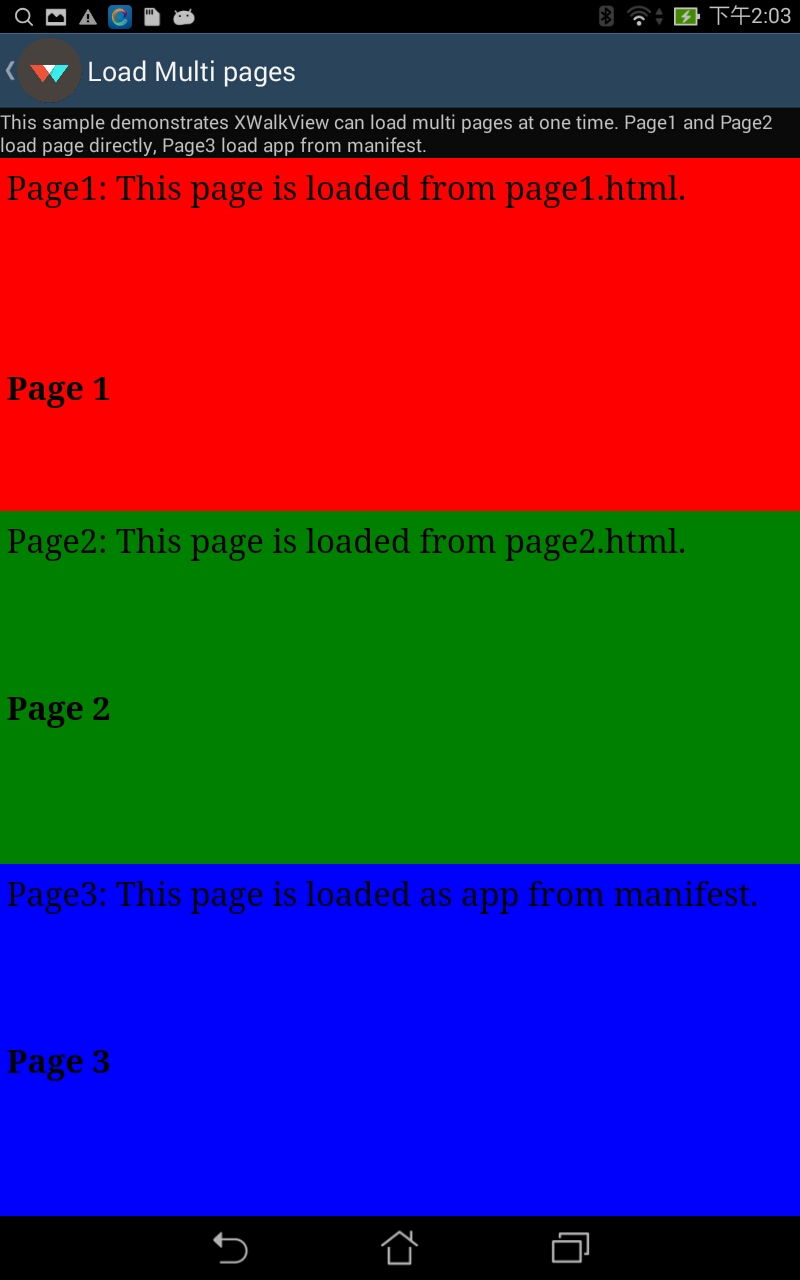 下午2:03
Load Multi pages
This sample demonstrates XWalkView can load multi pages at one time. Page1 and Page2
load page directly, Page3 load app from manifest.
Page1: This page is loaded from page1.html.
Page 1
Page2: This page is loaded from page2.html.
Page 2
Page3: This page is loaded as app from manifest.
Page 3